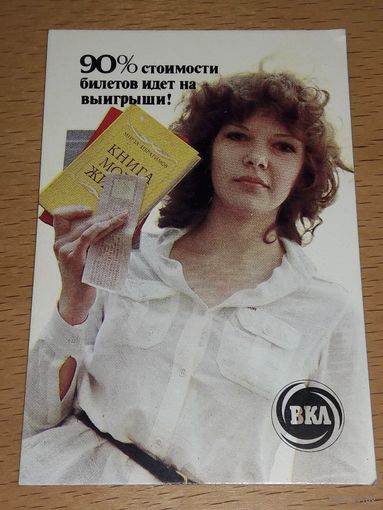 90% стоимости
билетов идет на
выигрыши!
КНИГА
ВКЛ